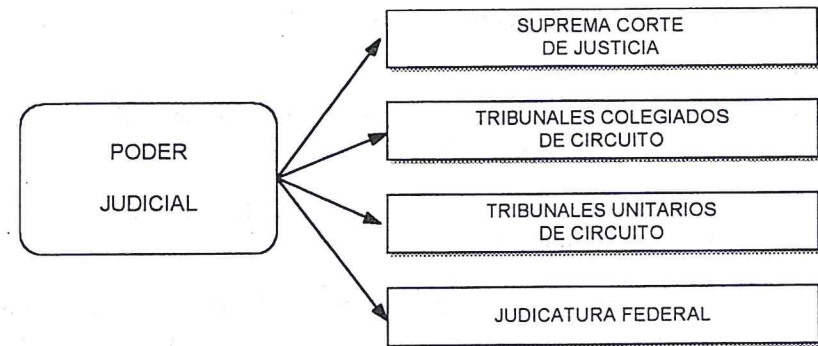 PODER
JUDICIAL
SUPREMA CORTE
DE JUSTICIA
TRIBUNALES COLEGIADOS
DE CIRCUITO
TRIBUNALES UNITARIOS
DE CIRCUITO
JUDICATURA FEDERAL